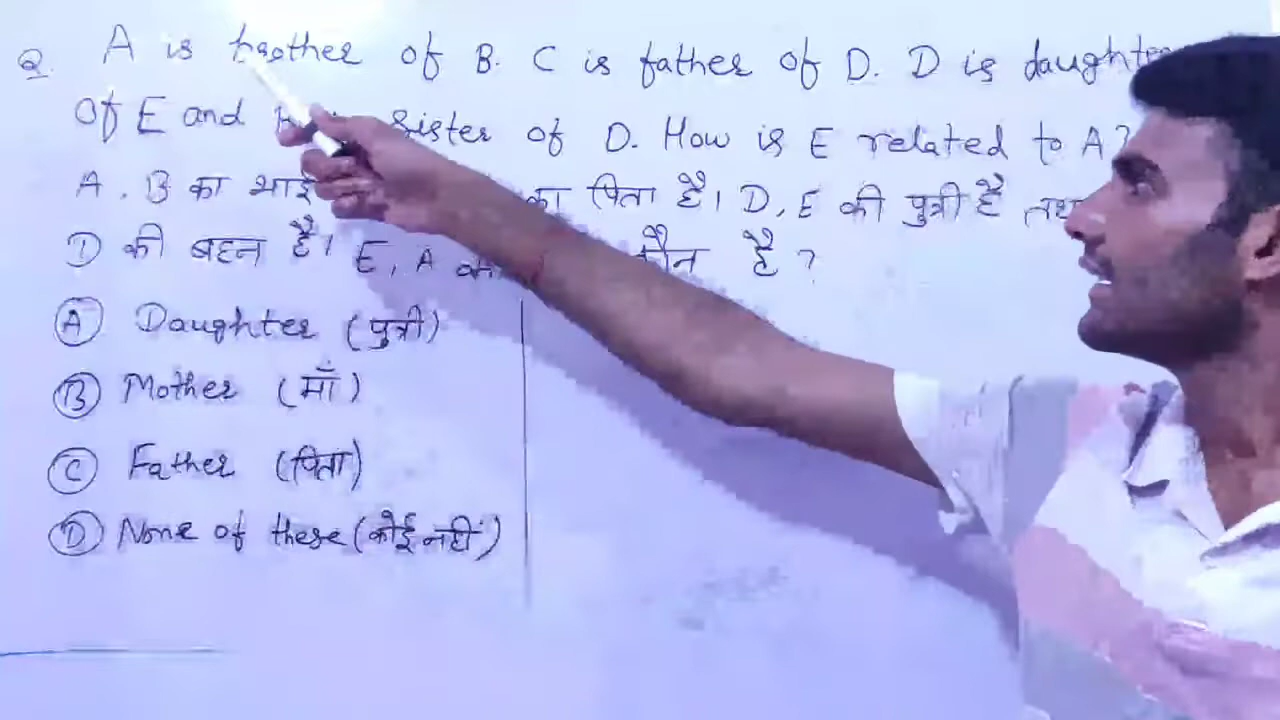 Q. A is brother of B. C is father of D. D is daughter
of E and sister of D. How is E related to A?
A, B का भाई का पिता है। D, E की पुत्री है तथा
D की बहन है। E, A कौन है ?
(A) Daughter (पुत्री)
(B) Mother (माँ)
(C) Father (पिता)
(D) None of these (कोई नहीं)